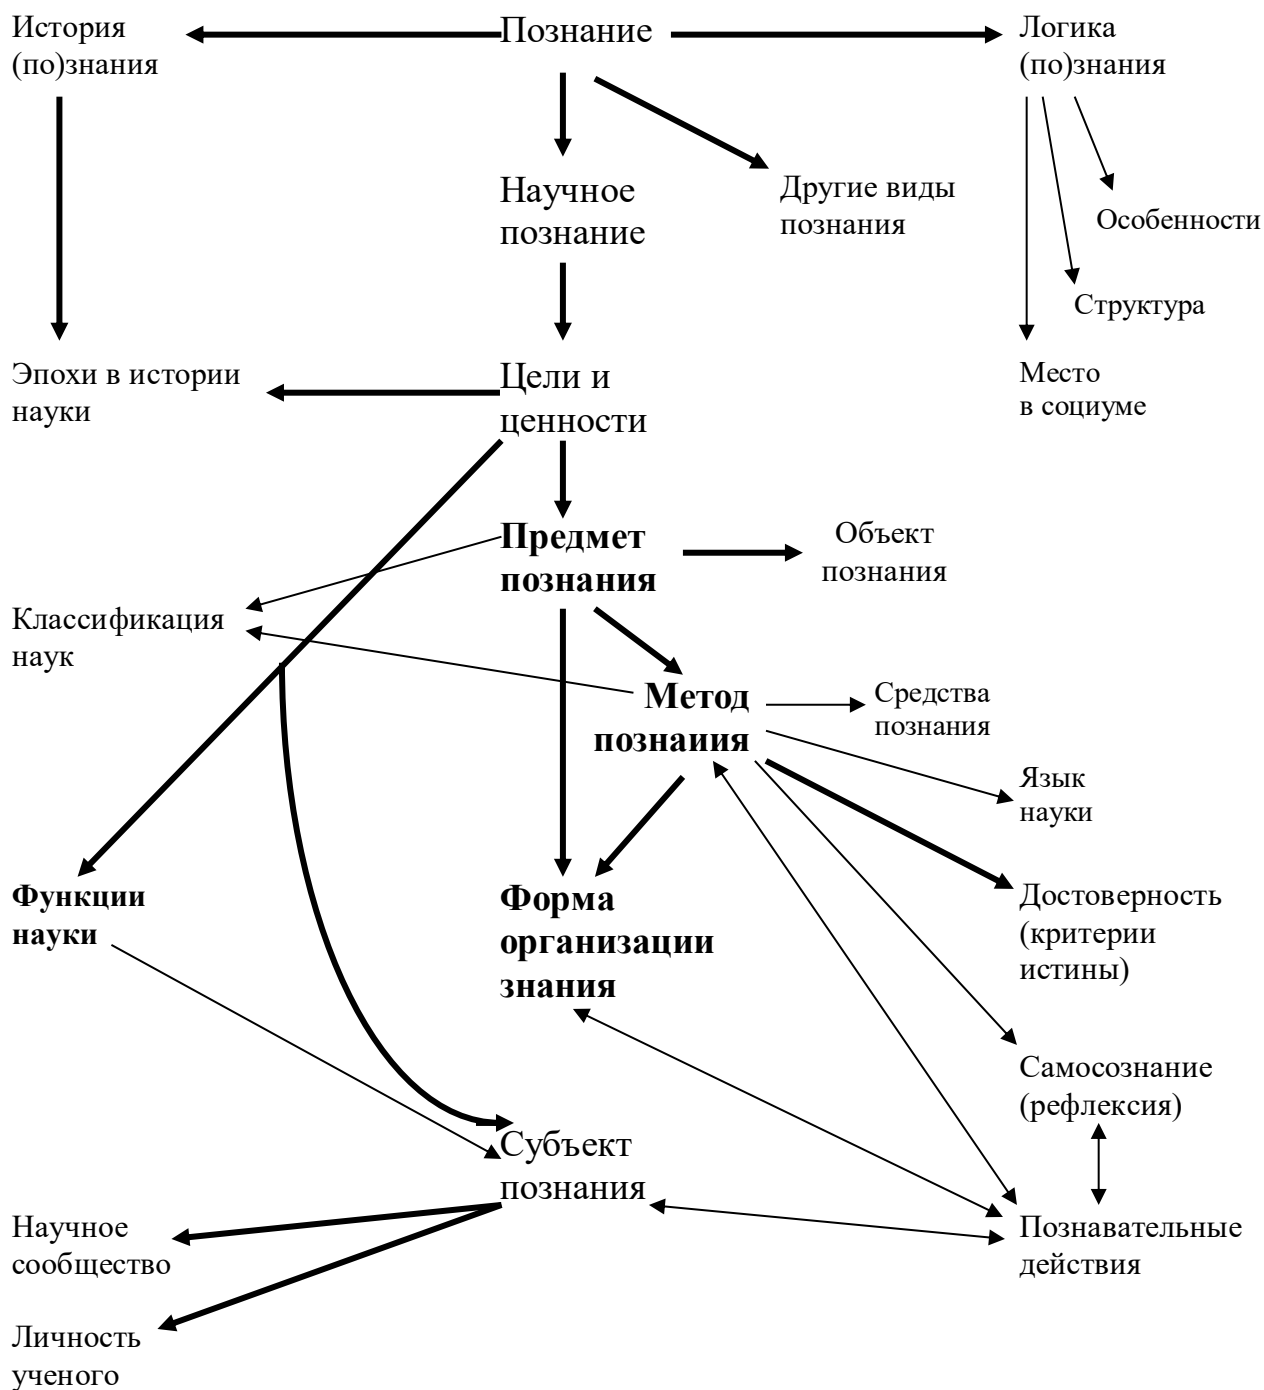 История
(по)знания
Познание
Логика
(по)знания
Научное
познание
Другие виды
познания
Особенности
Структура
Эпохи в истории
науки
Цели и
ценности
Место
в социуме
Предмет
познания
Объект
познания
Классификация
наук
Метод
познаиия
Средства
познания
Язык
науки
Функции
науки
Форма
организации
знания
Достоверность
(критерии
истины)
Самосознание
(рефлексия)
Субъект
познания
Научное
сообщество
Познавательные
действия
Личность
ученого